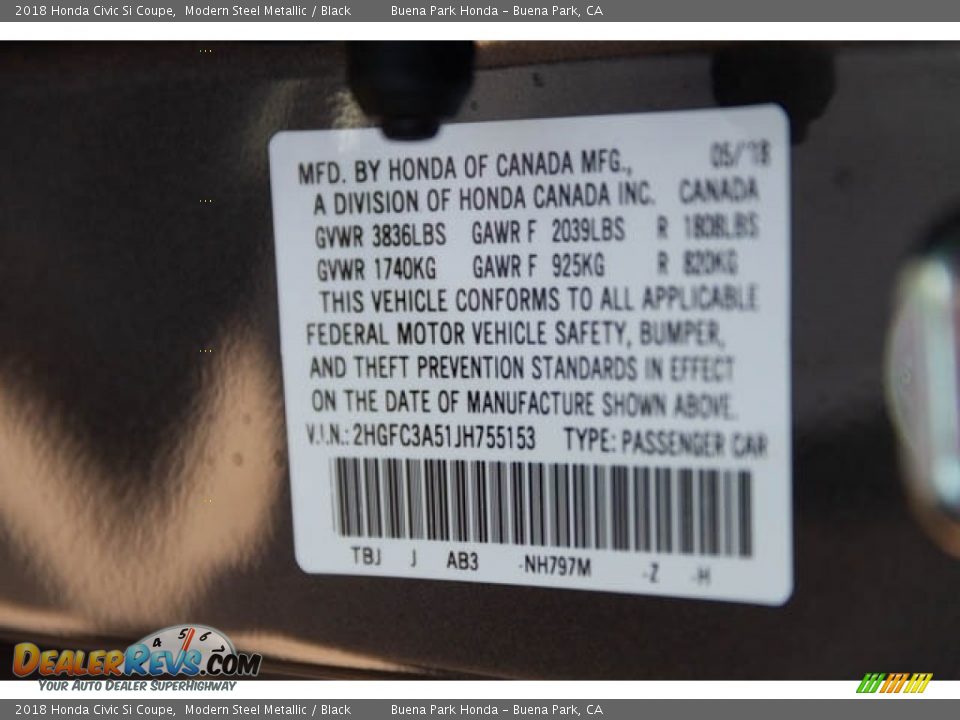 2018 Honda Civic Si Coupe, Modern Steel Metallic / Black Buena Park Honda – Buena Park, CA
MFD. BY HONDA OF CANADA MFG., 05/18
A DIVISION OF HONDA CANADA INC. CANADA
GVWR 3836LBS GAWR F 2039LBS R 1808LBS
GVWR 1740KG GAWR F 925KG R 820KG
THIS VEHICLE CONFORMS TO ALL APPLICABLE
FEDERAL MOTOR VEHICLE SAFETY, BUMPER,
AND THEFT PREVENTION STANDARDS IN EFFECT
ON THE DATE OF MANUFACTURE SHOWN ABOVE.
V.I.N.: 2HGFC3A51JH755153 TYPE: PASSENGER CAR
TBJ J AB3 -NH797M -Z -H
4 5 6
DEALERREVS.COM
YOUR AUTO DEALER SUPERHIGHWAY
2018 Honda Civic Si Coupe, Modern Steel Metallic / Black Buena Park Honda – Buena Park, CA